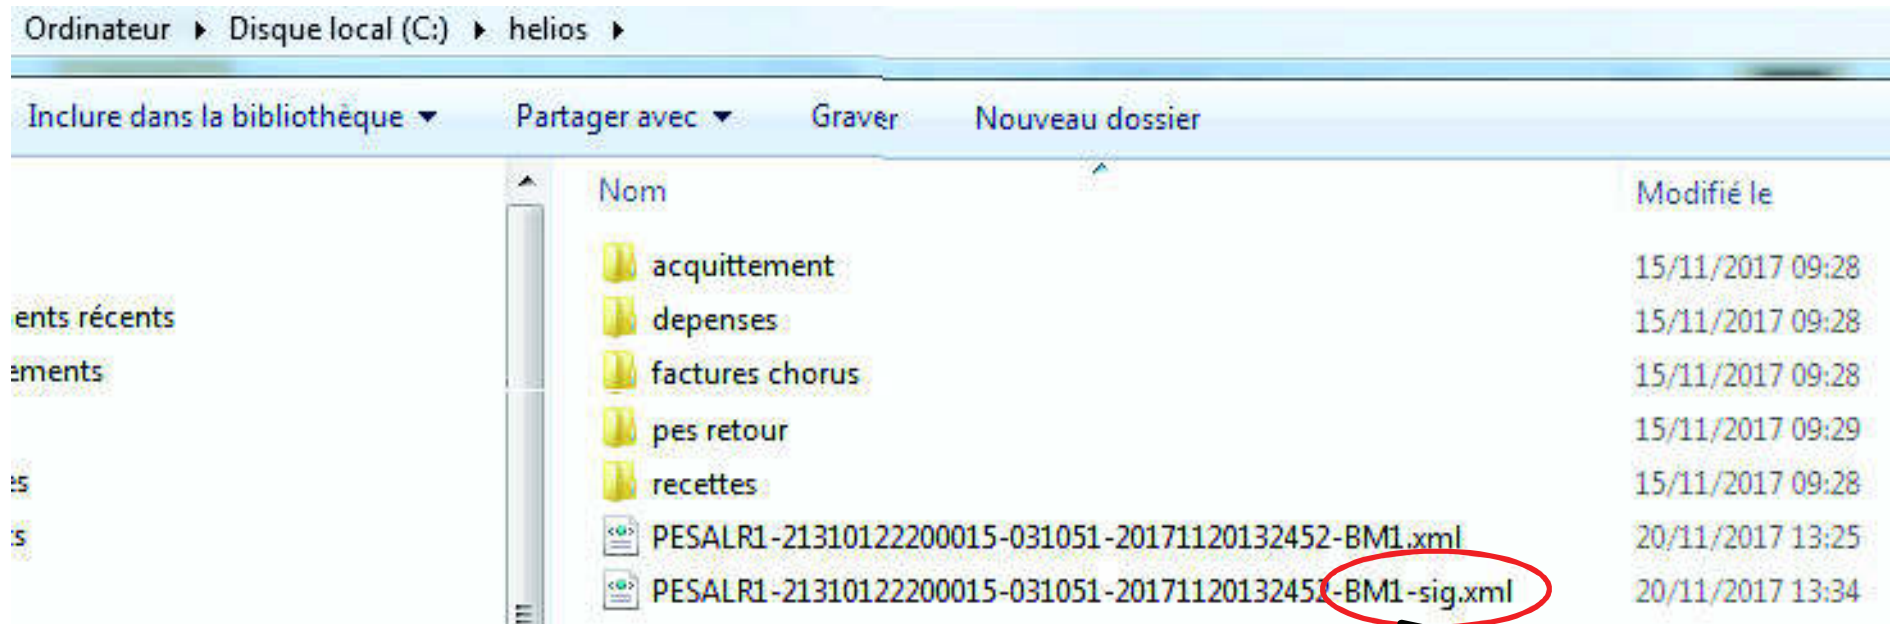 Ordinateur ▸ Disque local (C:) ▸ helios ▸
Inclure dans la bibliothèque ▾ Partager avec ▾ Graver Nouveau dossier
Nom Modifié le
acquittement 15/11/2017 09:28
ents récents depenses 15/11/2017 09:28
ements factures chorus 15/11/2017 09:28
pes retour 15/11/2017 09:29
es recettes 15/11/2017 09:28
ts PESALR1-21310122200015-031051-20171120132452-BM1.xml 20/11/2017 13:25
PESALR1-21310122200015-031051-20171120132452-BM1-sig.xml 20/11/2017 13:34